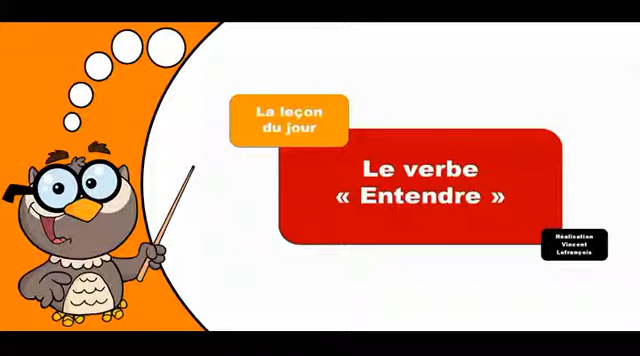 La leçon
du jour
Le verbe
« Entendre »
Réalisation
Vincent
Lefrançois